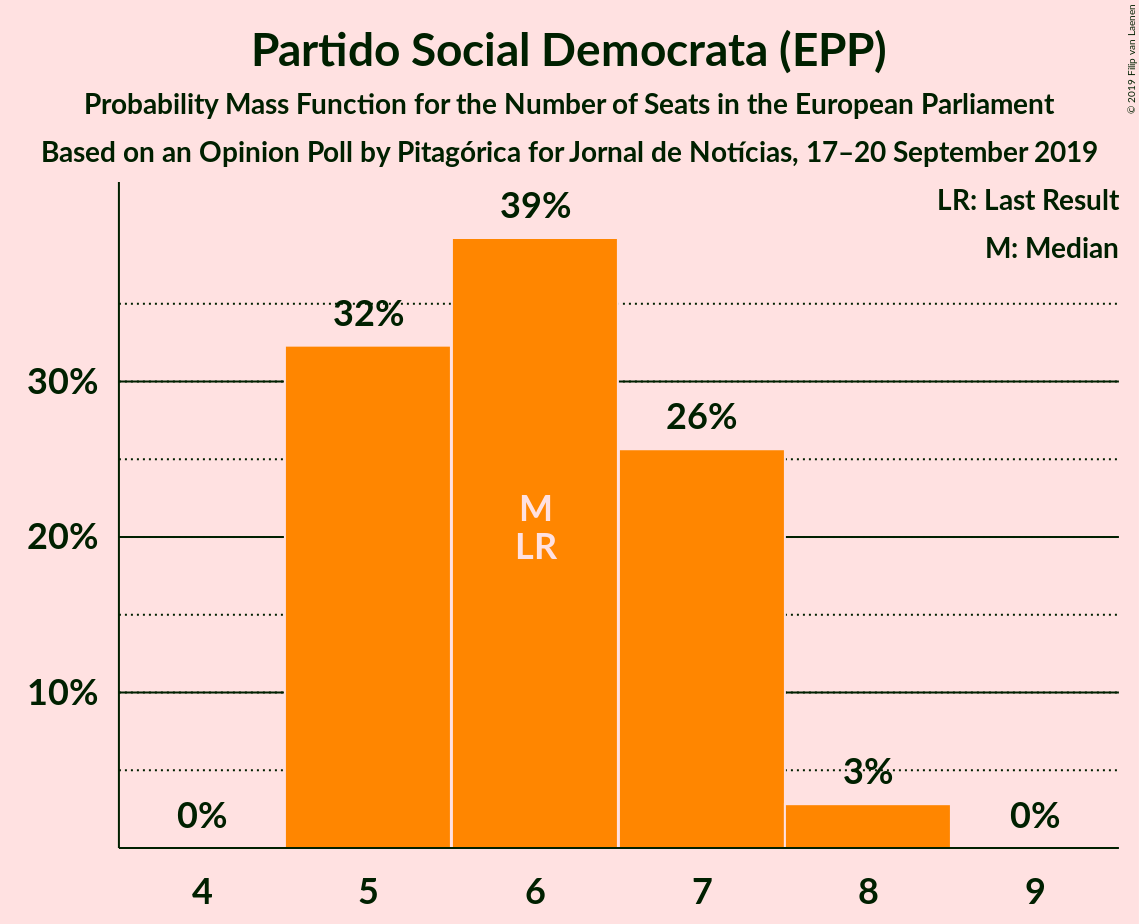 Partido Social Democrata (EPP)
Probability Mass Function for the Number of Seats in the European Parliament
Based on an Opinion Poll by Pitagórica for Jornal de Notícias, 17–20 September 2019
© 2019 Filip van Laenen
LR: Last Result
M: Median
39%
32%
30%
26%
20%
M
LR
10%
3%
0%
0%
4 5 6 7 8 9